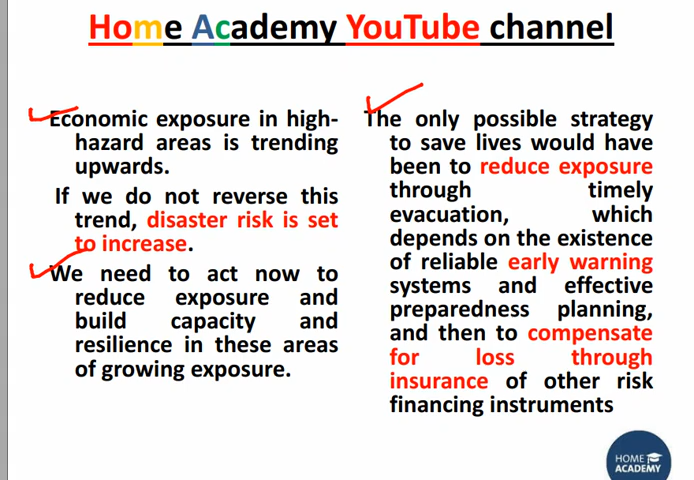 Home Academy YouTube channel
Economic exposure in high-
hazard areas is trending
upwards.
If we do not reverse this
trend, disaster risk is set
to increase.
We need to act now to
reduce exposure and
build capacity and
resilience in these areas
of growing exposure.
The only possible strategy
to save lives would have
been to reduce exposure
through timely
evacuation, which
depends on the existence
of reliable early warning
systems and effective
preparedness planning,
and then to compensate
for loss through
insurance of other risk
financing instruments
HOME
ACADEMY